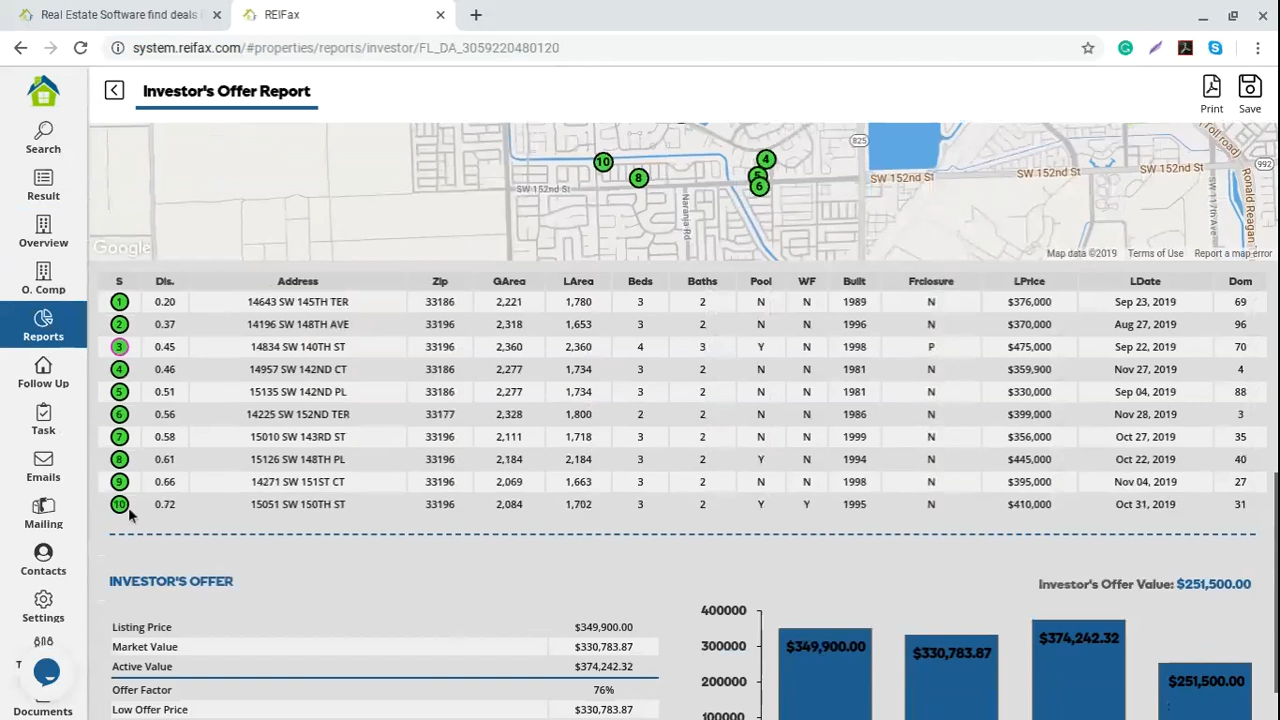 Real Estate Software find deals
REIFax
system.reifax.com/#properties/reports/investor/FL_DA_3059220480120
Investor's Offer Report
Print
Save
Search
Result
Overview
O. Comp
Reports
Follow Up
Task
Emails
Mailing
Contacts
Settings
T
Documents
10
8
4
5
6
SW 152nd St
Naranja Rd
825
SW 152nd St
SW 152nd St
SW 152nd St
SW 117th Ave
Ronald Reagan
992
Google
Map data ©2019 Terms of Use Report a map error
S Dis. Address Zip GArea LArea Beds Baths Pool WF Built Frclosure LPrice LDate Dom
1 0.20 14643 SW 145TH TER 33186 2,221 1,780 3 2 N N 1989 N $376,000 Sep 23, 2019 69
2 0.37 14196 SW 148TH AVE 33196 2,318 1,653 3 2 N N 1996 N $370,000 Aug 27, 2019 96
3 0.45 14834 SW 140TH ST 33196 2,360 2,360 4 3 Y N 1998 P $475,000 Sep 22, 2019 70
4 0.46 14957 SW 142ND CT 33186 2,277 1,734 3 2 N N 1981 N $359,900 Nov 27, 2019 4
5 0.51 15135 SW 142ND PL 33186 2,277 1,734 3 2 N N 1981 N $330,000 Sep 04, 2019 88
6 0.56 14225 SW 152ND TER 33177 2,328 1,800 2 2 N N 1986 N $399,000 Nov 28, 2019 3
7 0.58 15010 SW 143RD ST 33196 2,111 1,718 3 2 N N 1999 N $356,000 Oct 27, 2019 35
8 0.61 15126 SW 148TH PL 33196 2,184 2,184 3 2 Y N 1994 N $445,000 Oct 22, 2019 40
9 0.66 14271 SW 151ST CT 33196 2,069 1,663 3 2 N N 1998 N $395,000 Nov 04, 2019 27
10 0.72 15051 SW 150TH ST 33196 2,084 1,702 3 2 Y Y 1995 N $410,000 Oct 31, 2019 31
INVESTOR'S OFFER
Investor's Offer Value: $251,500.00
Listing Price $349,900.00
Market Value $330,783.87
Active Value $374,242.32
Offer Factor 76%
Low Offer Price $330,783.87
400000
300000
200000
100000
$349,900.00
$330,783.87
$374,242.32
$251,500.00